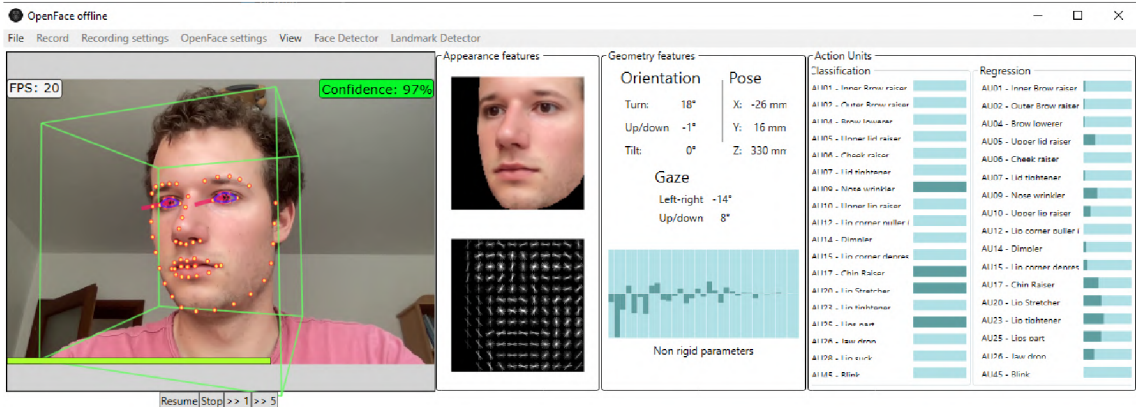 OpenFace offline
File Record Recording settings OpenFace settings View Face Detector Landmark Detector
FPS: 20
Confidence: 97%
Resume Stop >> 1 >> 5
Appearance features
Geometry features
Orientation
Turn: 18°
Up/down -1°
Tilt: 0°
Pose
X: -26 mm
Y: 16 mm
Z: 330 mm
Gaze
Left-right -14°
Up/down 8°
Non rigid parameters
Action Units
Classification
AU01 - Inner Brow raiser
AU02 - Outer Brow raiser
AU04 - Brow lowerer
AU05 - Upper lid raiser
AU06 - Cheek raiser
AU07 - Lid tightener
AU09 - Nose wrinkler
AU10 - Upper lip raiser
AU12 - Lip corner puller (
AU14 - Dimpler
AU15 - Lip corner depres
AU17 - Chin Raiser
AU20 - Lip Stretcher
AU23 - Lip tightener
AU25 - Lips part
AU26 - Jaw drop
AU28 - Lip suck
AU45 - Blink
Regression
AU01 - Inner Brow raiser
AU02 - Outer Brow raiser
AU04 - Brow lowerer
AU05 - Upper lid raiser
AU06 - Cheek raiser
AU07 - Lid tightener
AU09 - Nose wrinkler
AU10 - Upper lip raiser
AU12 - Lip corner puller (
AU14 - Dimpler
AU15 - Lip corner depres
AU17 - Chin Raiser
AU20 - Lip Stretcher
AU23 - Lip tightener
AU25 - Lips part
AU26 - Jaw drop
AU45 - Blink